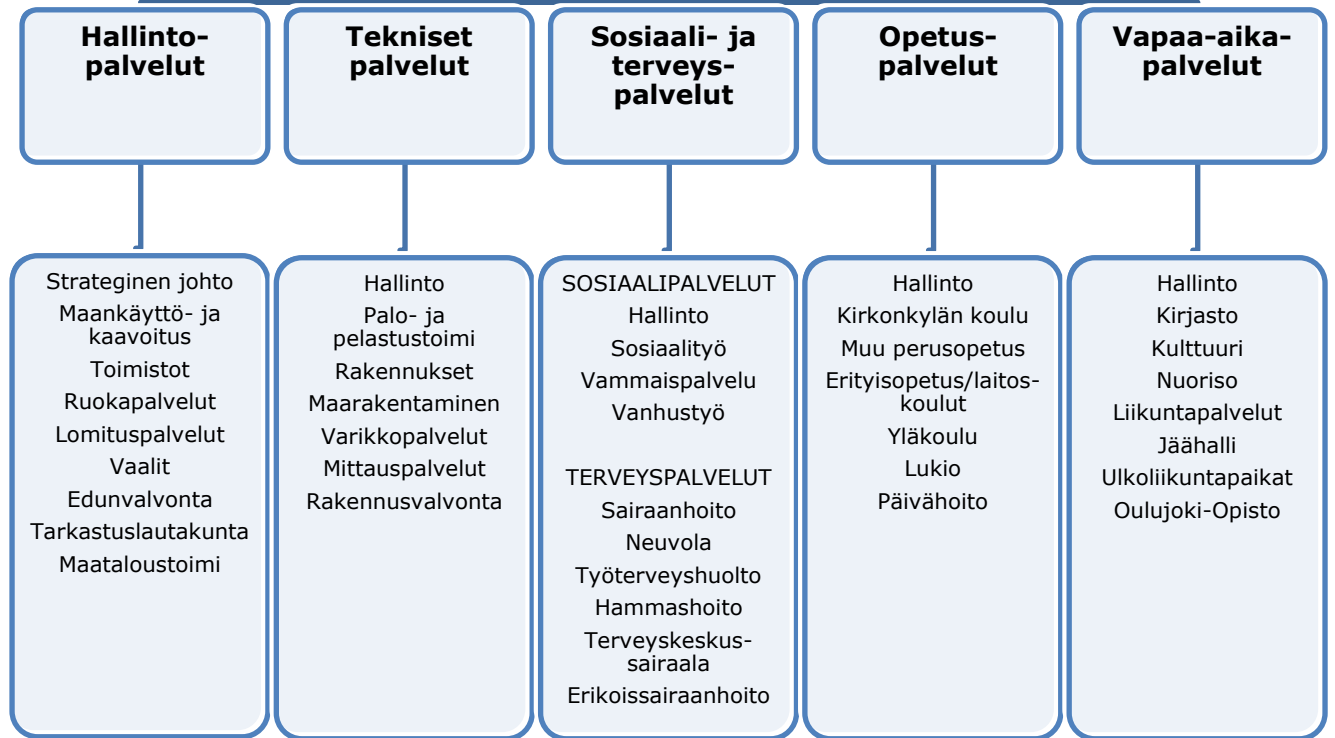 Hallinto-
palvelut
Tekniset
palvelut
Sosiaali- ja
terveys-
palvelut
Opetus-
palvelut
Vapaa-aika-
palvelut
Strateginen johto
Maankäyttö- ja
kaavoitus
Toimistot
Ruokapalvelut
Lomituspalvelut
Vaalit
Edunvalvonta
Tarkastuslautakunta
Maataloustoimi
Hallinto
Palo- ja
pelastustoimi
Rakennukset
Maarakentaminen
Varikkopalvelut
Mittauspalvelut
Rakennusvalvonta
SOSIAALIPALVELUT
Hallinto
Sosiaalityö
Vammaispalvelu
Vanhustyö
TERVEYSPALVELUT
Sairaanhoito
Neuvola
Työterveyshuolto
Hammashoito
Terveyskeskus-
sairaala
Erikoissairaanhoito
Hallinto
Kirkonkylän koulu
Muu perusopetus
Erityisopetus/laitos-
koulut
Yläkoulu
Lukio
Päivähoito
Hallinto
Kirjasto
Kulttuuri
Nuoriso
Liikuntapalvelut
Jäähalli
Ulkoliikuntapaikat
Oulujoki-Opisto